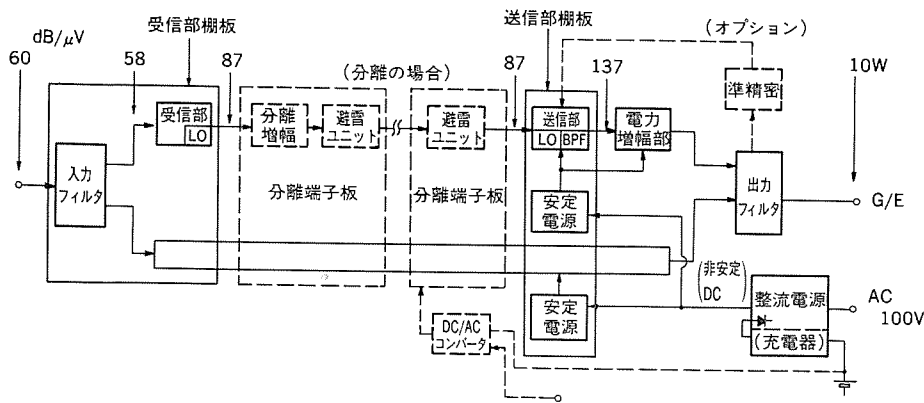 受信部棚板
送信部棚板
(オプション)
dB/μV
60
58
87
(分離の場合)
87
137
準精密
10W
受信部
LO
分離
増幅
避雷
ユニット
避雷
ユニット
送信部
LO BPF
電力
増幅部
入力
フィルタ
分離端子板
分離端子板
安定
電源
出力
フィルタ
G/E
(非安定
DC)
整流電源
(充電器)
AC
100V
安定
電源
DC/AC
コンバータ